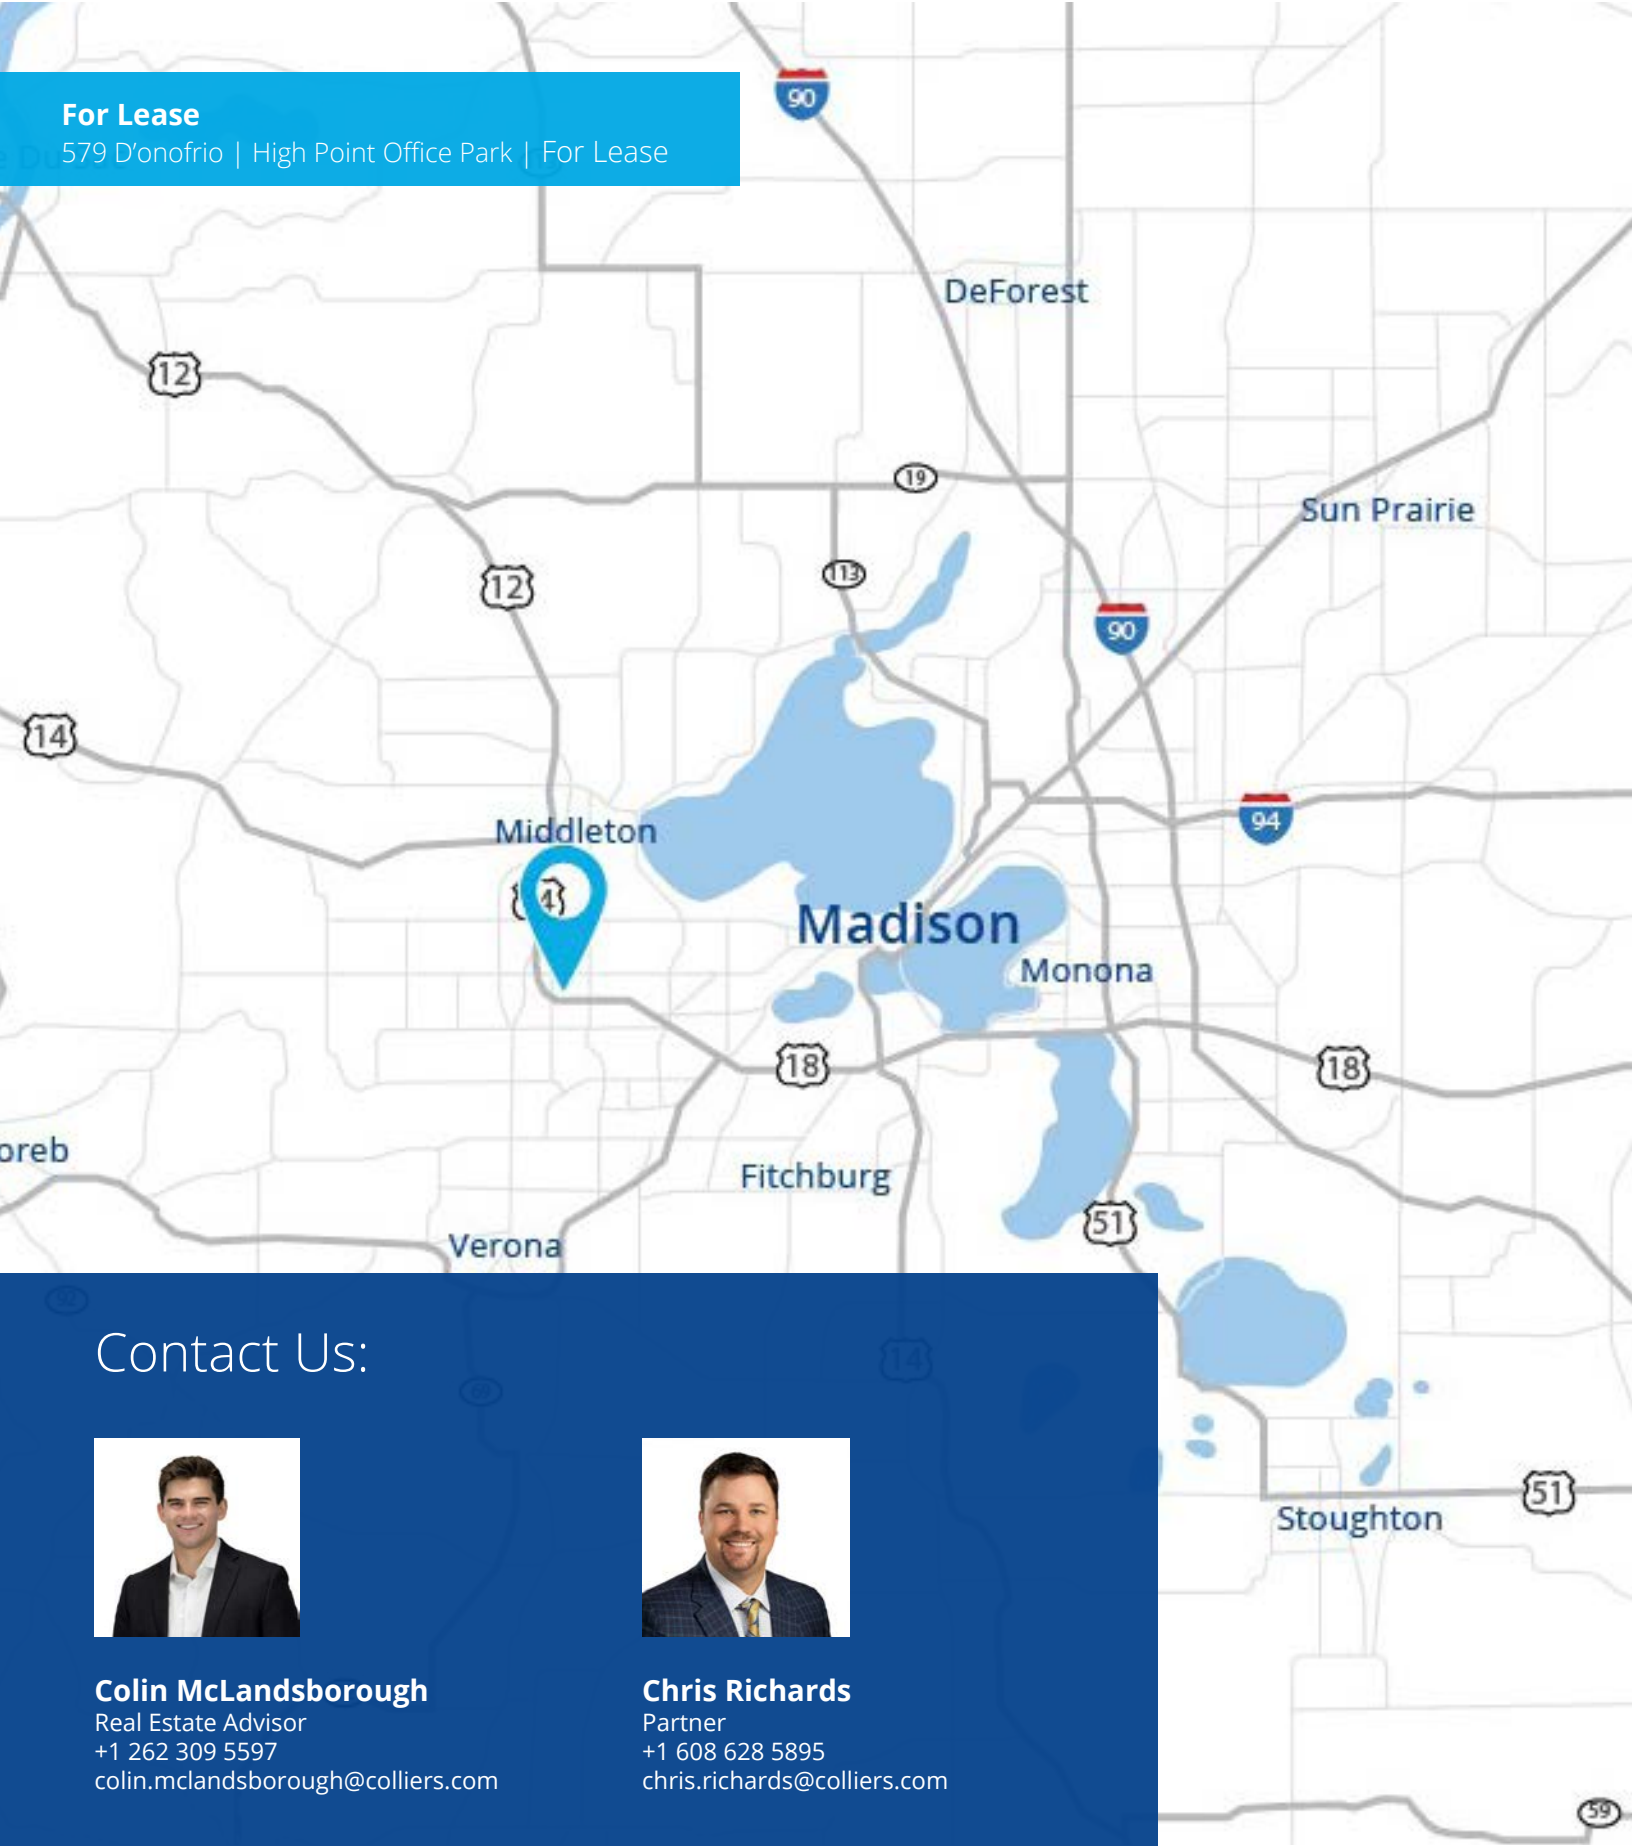 For Lease
579 D’onofrio | High Point Office Park | For Lease
90
DeForest
12
19
Sun Prairie
12
113
90
14
94
Middleton
Madison
Monona
18
18
oreb
Fitchburg
51
Verona
92
Contact Us:
14
69
51
Stoughton
Colin McLandsborough
Real Estate Advisor
+1 262 309 5597
colin.mclandsborough@colliers.com
Chris Richards
Partner
+1 608 628 5895
chris.richards@colliers.com
59